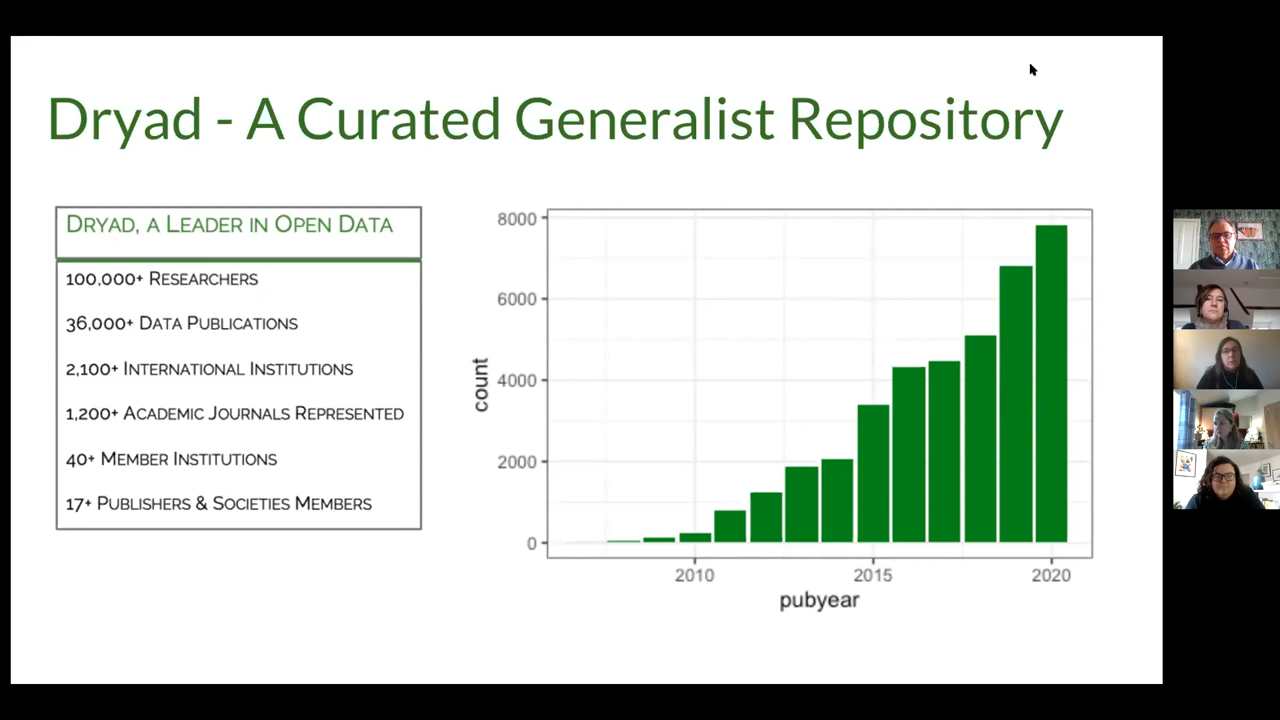 Dryad - A Curated Generalist Repository
DRYAD, A LEADER IN OPEN DATA
100,000+ RESEARCHERS
36,000+ DATA PUBLICATIONS
2,100+ INTERNATIONAL INSTITUTIONS
1,200+ ACADEMIC JOURNALS REPRESENTED
40+ MEMBER INSTITUTIONS
17+ PUBLISHERS & SOCIETIES MEMBERS
8000
6000
4000
2000
0
count
2010
2015
2020
pubyear